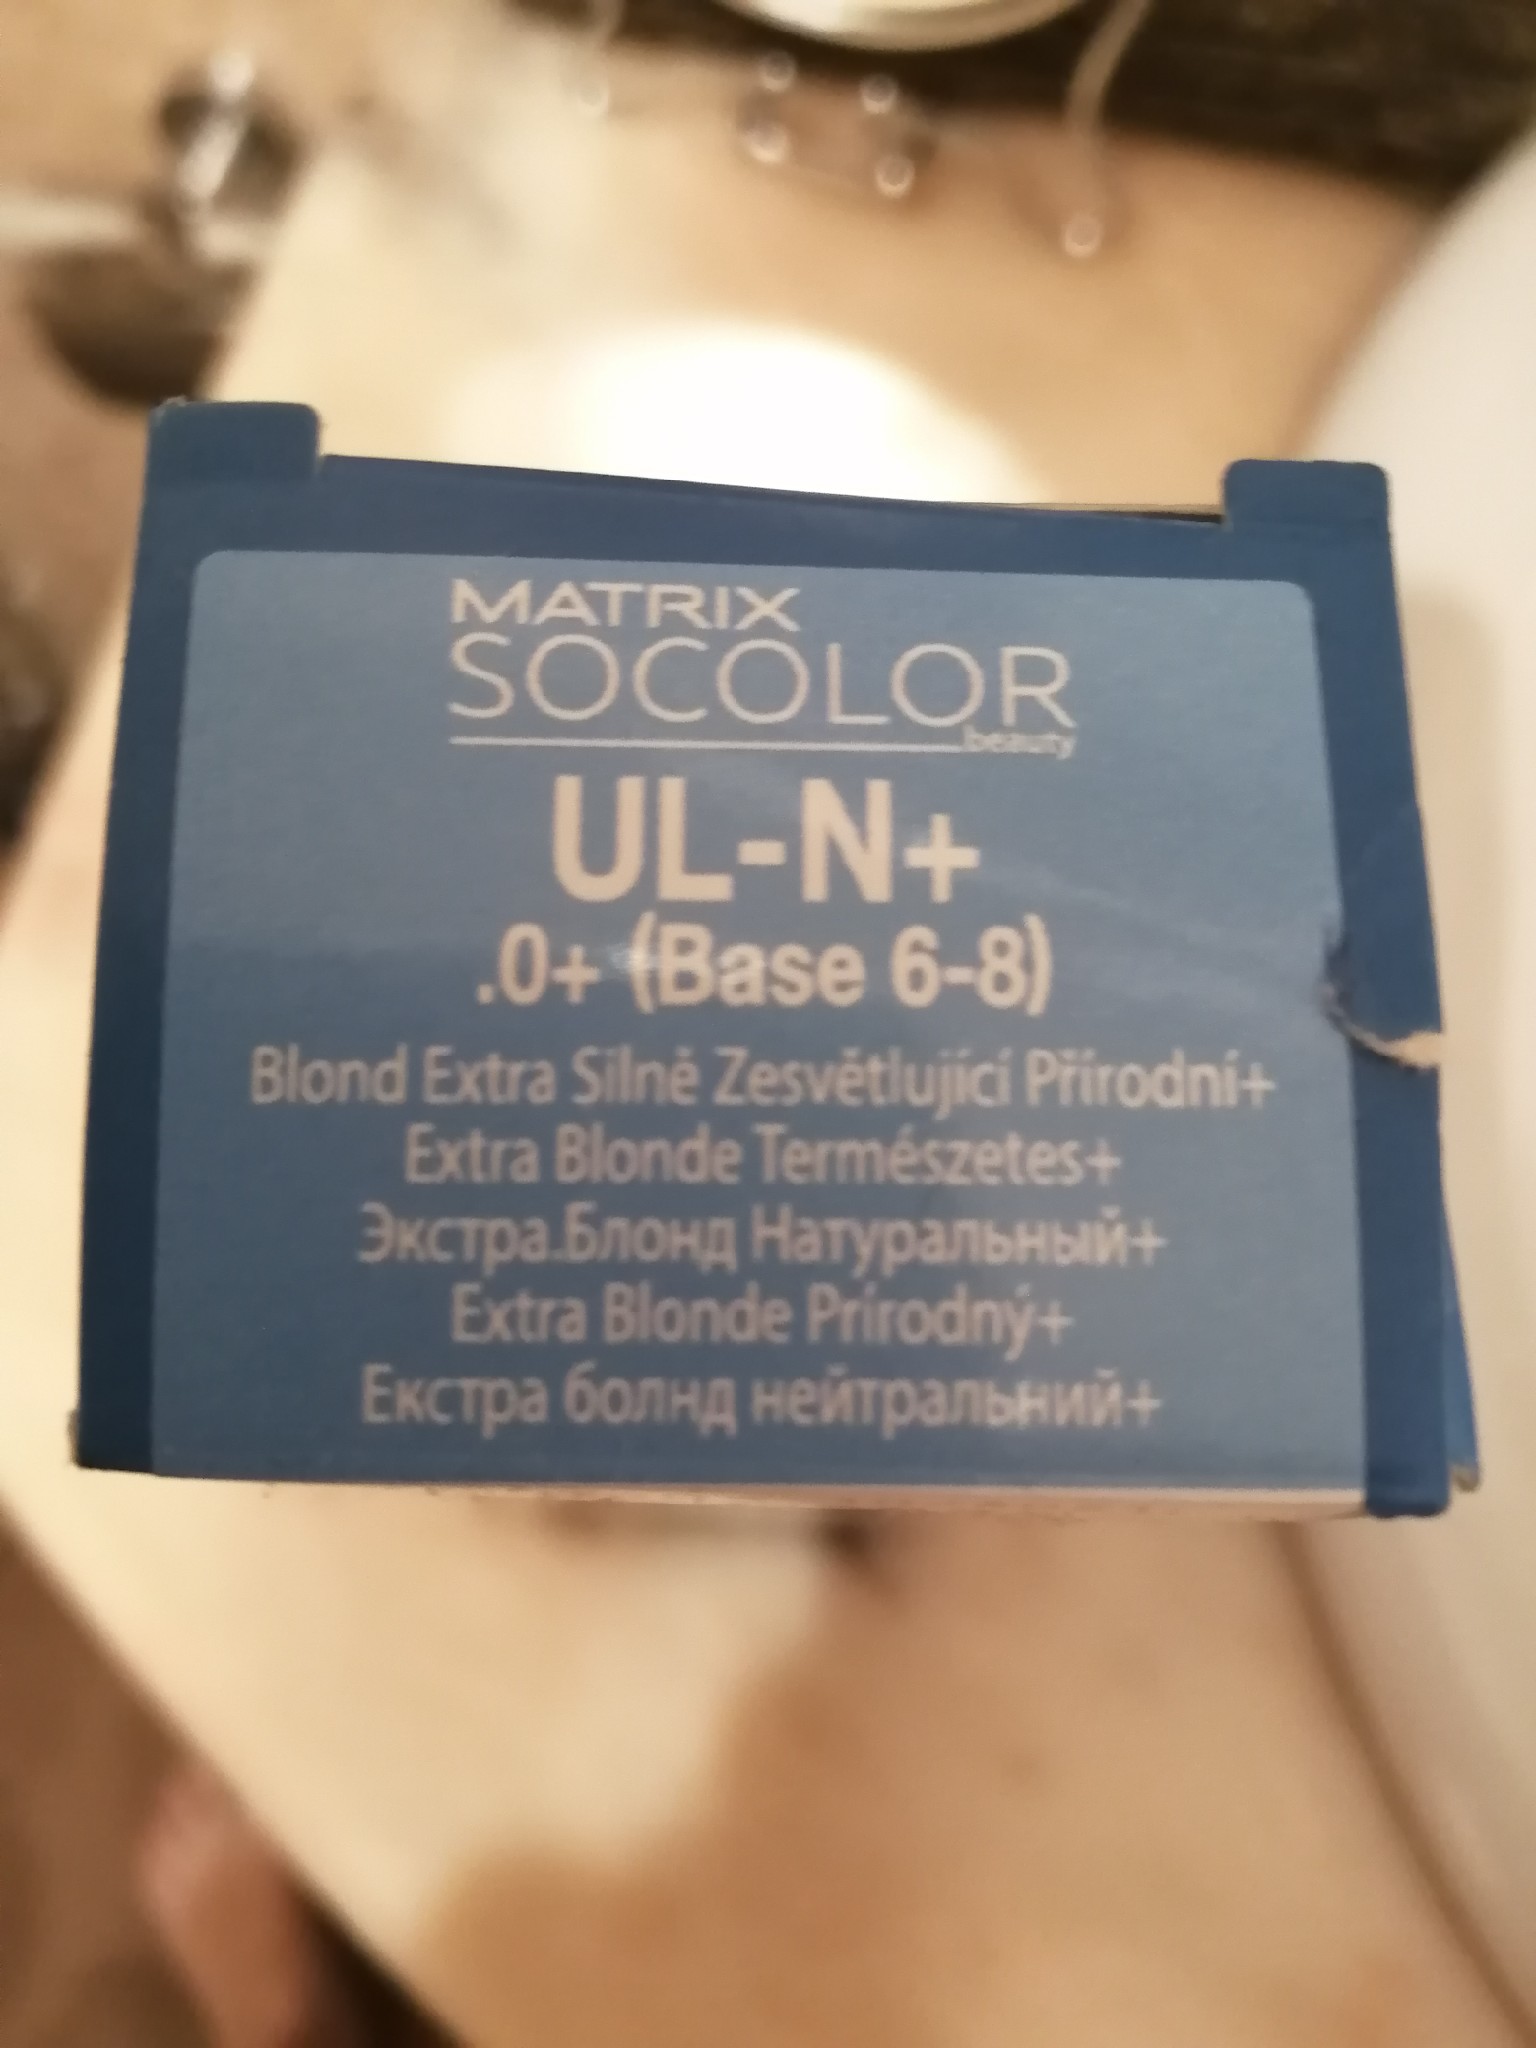 MATRIX
SOCOLOR
beauty
UL-N+
.0+ (Base 6-8)
Blond Extra Silně Zesvětlující Přírodní+
Extra Blonde Természetes+
Экстра.Блонд Натуральный+
Extra Blonde Prírodný+
Екстра болнд нейтральний+